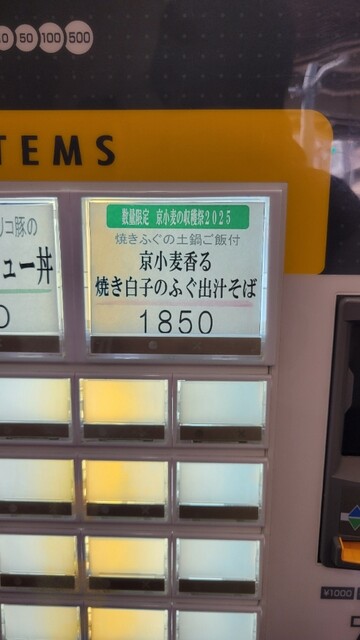 50 100 500
TEMS
数量限定 京小麦の収穫祭2025
焼きふぐの土鍋ご飯付
京小麦香る
焼き白子のふぐ出汁そば
1850
リコ豚の
ュー丼
0
¥1000